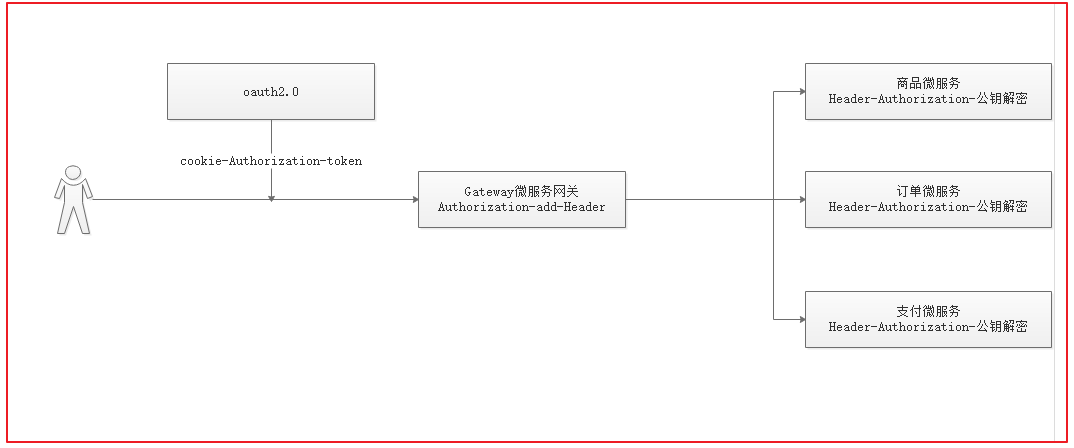 oauth2.0
cookie-Authorization-token
Gateway微服务网关
Authorization-add-Header
商品微服务
Header-Authorization-公钥解密
订单微服务
Header-Authorization-公钥解密
支付微服务
Header-Authorization-公钥解密